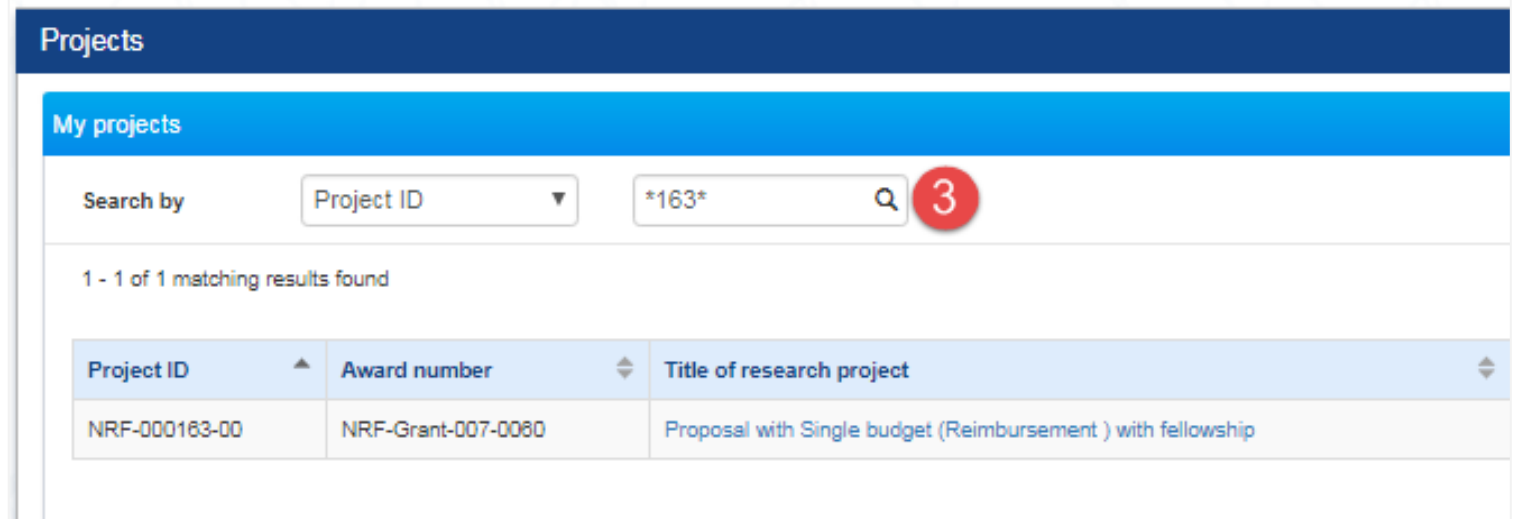 Projects
My projects
Search by Project ID *163* 3
1 - 1 of 1 matching results found
Project ID Award number Title of research project
NRF-000163-00 NRF-Grant-007-0060 Proposal with Single budget (Reimbursement ) with fellowship